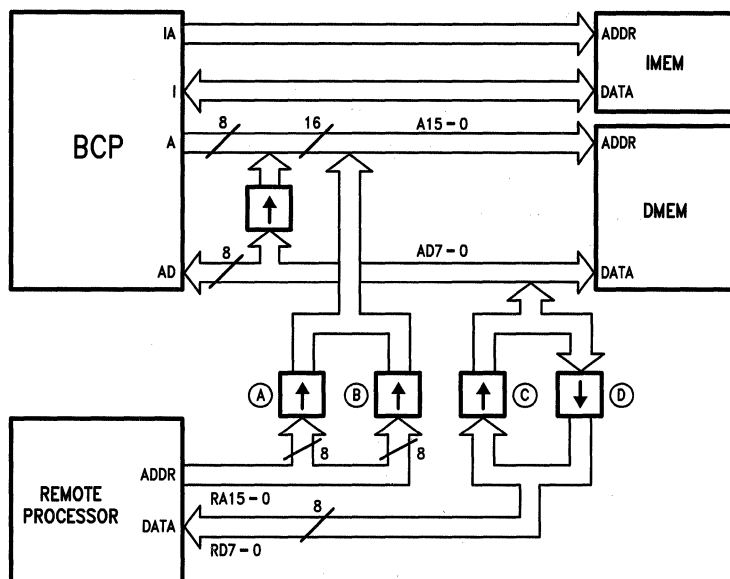 IA
ADDR
IMEM
I
DATA
BCP
8
16
A15-0
A
ADDR
DMEM
8
AD7-0
AD
DATA
A
B
C
D
8
8
ADDR
REMOTE
PROCESSOR
RA15-0
8
DATA
RD7-0